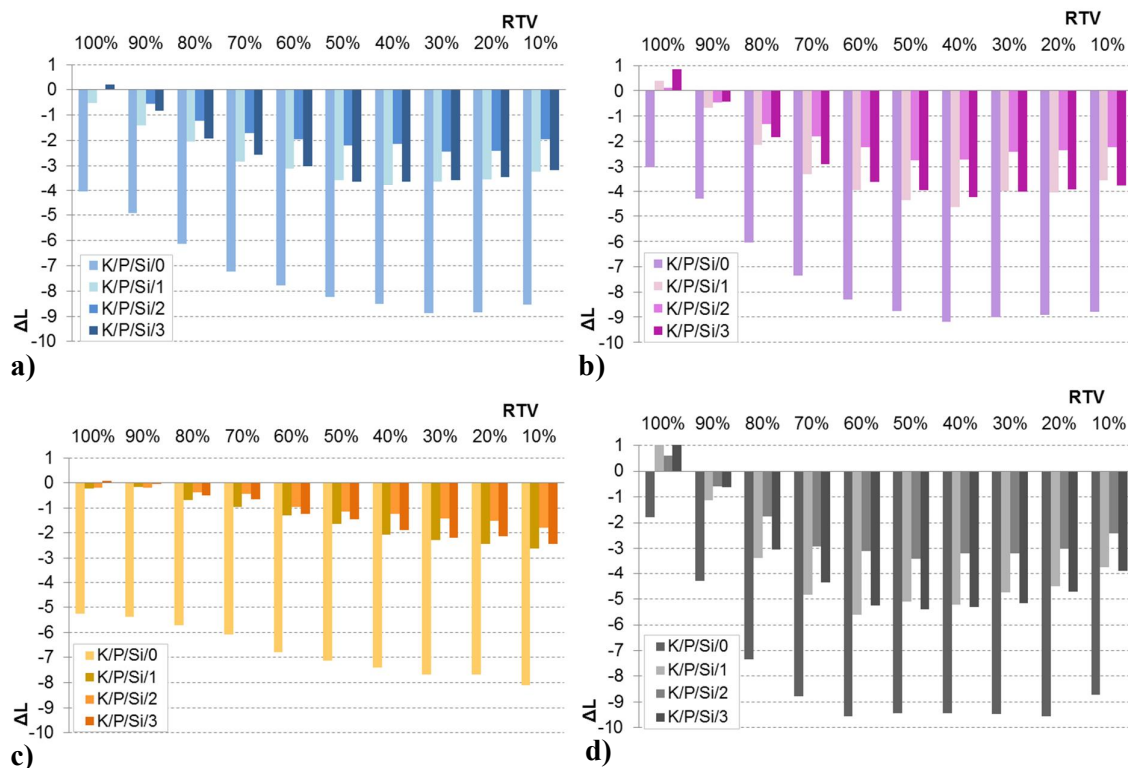 RTV
100% 90% 80% 70% 60% 50% 40% 30% 20% 10%
1
0
-1
-2
-3
-4
-5
-6
-7
-8
-9
-10
ΔL
K/P/Si/0
K/P/Si/1
K/P/Si/2
K/P/Si/3
a)
RTV
100% 90% 80% 70% 60% 50% 40% 30% 20% 10%
1
0
-1
-2
-3
-4
-5
-6
-7
-8
-9
-10
ΔL
K/P/Si/0
K/P/Si/1
K/P/Si/2
K/P/Si/3
b)
RTV
100% 90% 80% 70% 60% 50% 40% 30% 20% 10%
1
0
-1
-2
-3
-4
-5
-6
-7
-8
-9
-10
ΔL
K/P/Si/0
K/P/Si/1
K/P/Si/2
K/P/Si/3
c)
RTV
100% 90% 80% 70% 60% 50% 40% 30% 20% 10%
1
0
-1
-2
-3
-4
-5
-6
-7
-8
-9
-10
ΔL
K/P/Si/0
K/P/Si/1
K/P/Si/2
K/P/Si/3
d)